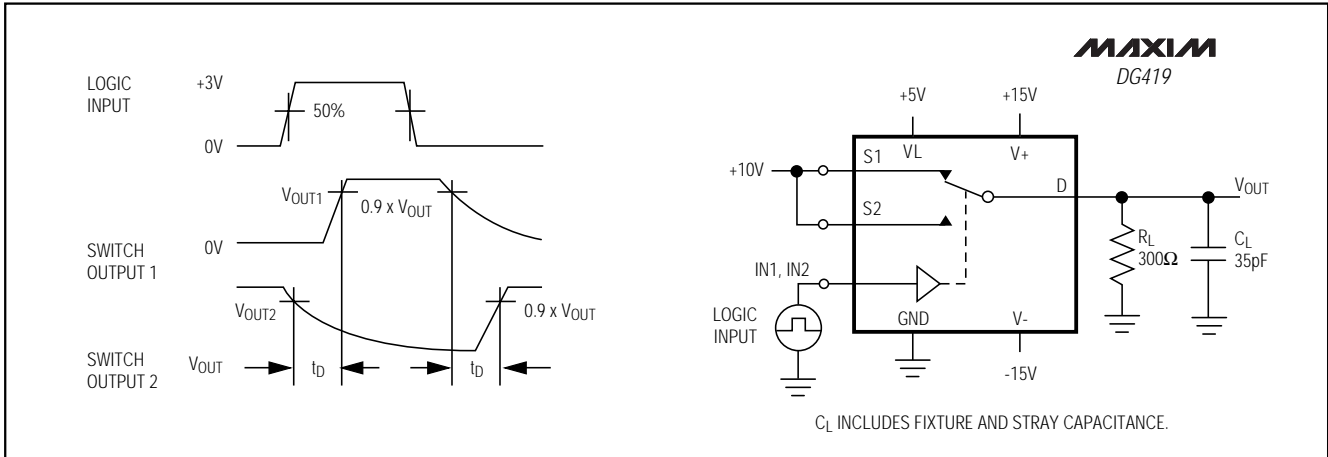 LOGIC
INPUT
+3V
50%
0V
VOUT1
0.9 x VOUT
0V
SWITCH
OUTPUT 1
VOUT2
0.9 x VOUT
SWITCH
OUTPUT 2
VOUT
tD
tD
MAXIM
DG419
+5V
+15V
S1
VL
V+
+10V
D
VOUT
S2
RL
300Ω
CL
35pF
IN1, IN2
LOGIC
INPUT
GND
V-
-15V
CL INCLUDES FIXTURE AND STRAY CAPACITANCE.